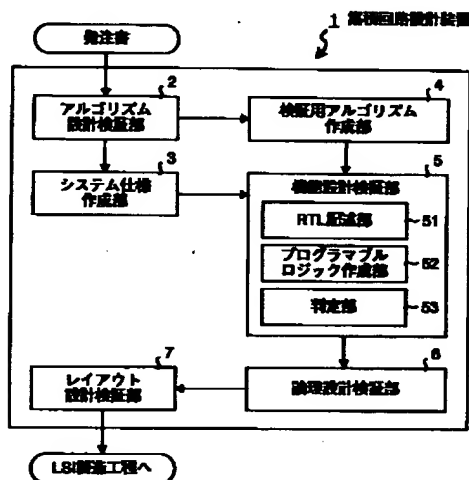 1 集積回路設計装置
発注書
2
アルゴリズム
設計検証部
4
検証用アルゴリズム
作成部
3
システム仕様
作成部
5
機能設計検証部
RTL記述部
51
プログラマブル
ロジック作成部
52
判定部
53
7
レイアウト
設計検証部
6
論理設計検証部
LSI製造工程へ